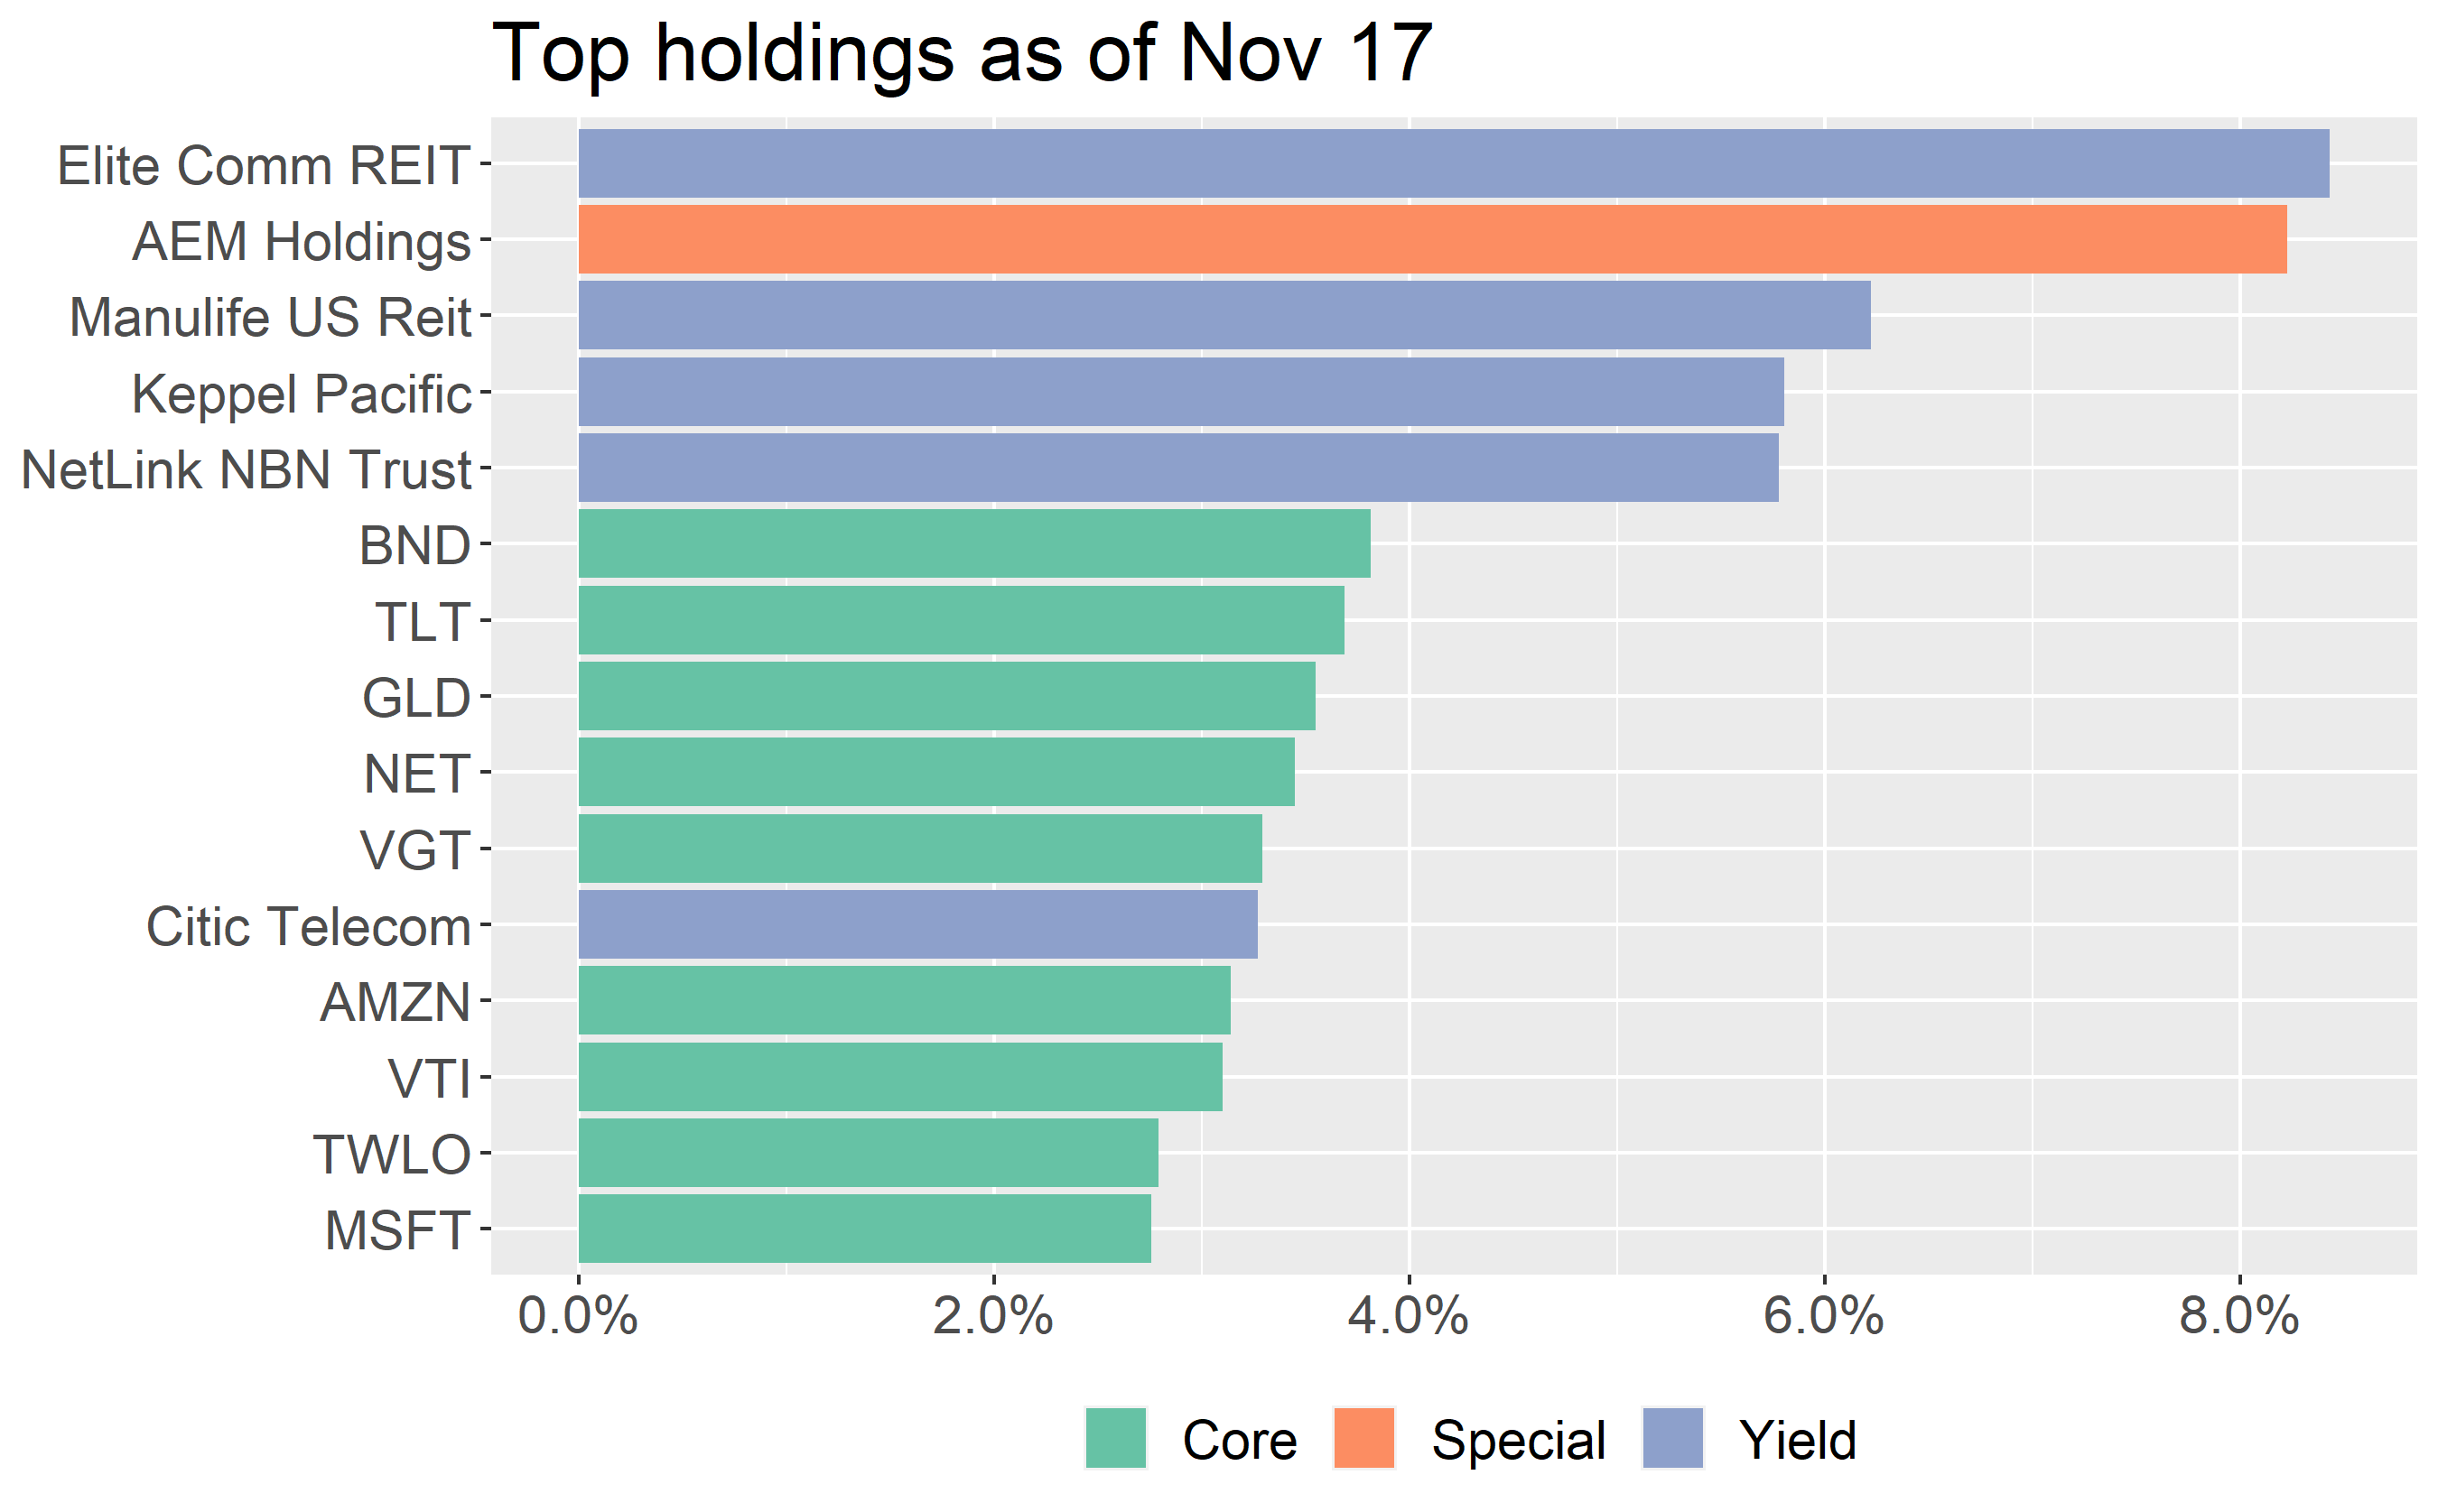 Top holdings as of Nov 17
Elite Comm REIT
AEM Holdings
Manulife US Reit
Keppel Pacific
NetLink NBN Trust
BND
TLT
GLD
NET
VGT
Citic Telecom
AMZN
VTI
TWLO
MSFT
0.0% 2.0% 4.0% 6.0% 8.0%
Core Special Yield